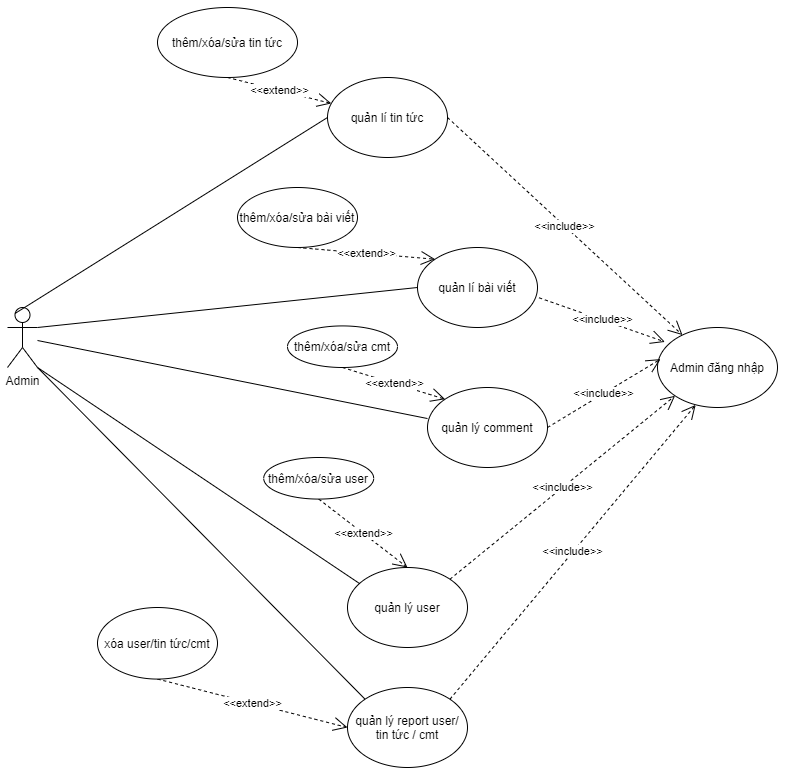 thêm/xóa/sửa tin tức
<<extend>>
quản lí tin tức
thêm/xóa/sửa bài viết
<<include>>
<<extend>>
quản lí bài viết
<<include>>
thêm/xóa/sửa cmt
Admin đăng nhập
Admin
<<extend>>
<<include>>
quản lý comment
thêm/xóa/sửa user
<<include>>
<<extend>>
<<include>>
quản lý user
xóa user/tin tức/cmt
<<extend>>
quản lý report user/
tin tức / cmt